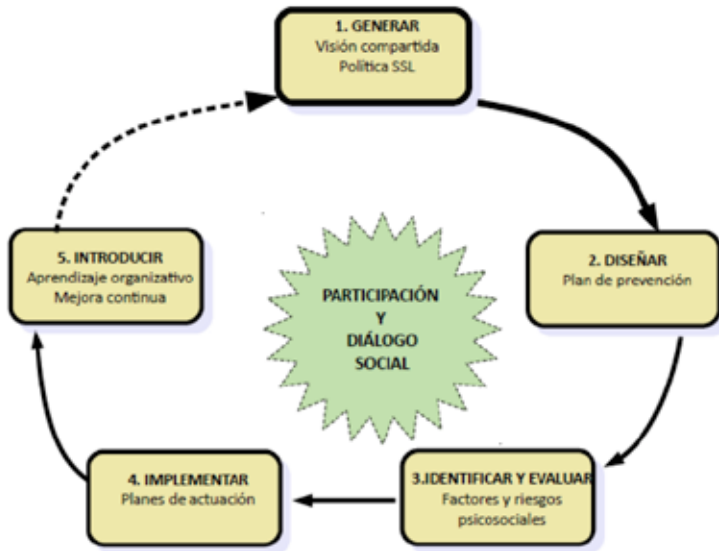 1. GENERAR
Visión compartida
Política SSL
2. DISEÑAR
Plan de prevención
3.IDENTIFICAR Y EVALUAR
Factores y riesgos
psicosociales
4. IMPLEMENTAR
Planes de actuación
5. INTRODUCIR
Aprendizaje organizativo
Mejora continua
PARTICIPACIÓN
Y
DIÁLOGO
SOCIAL